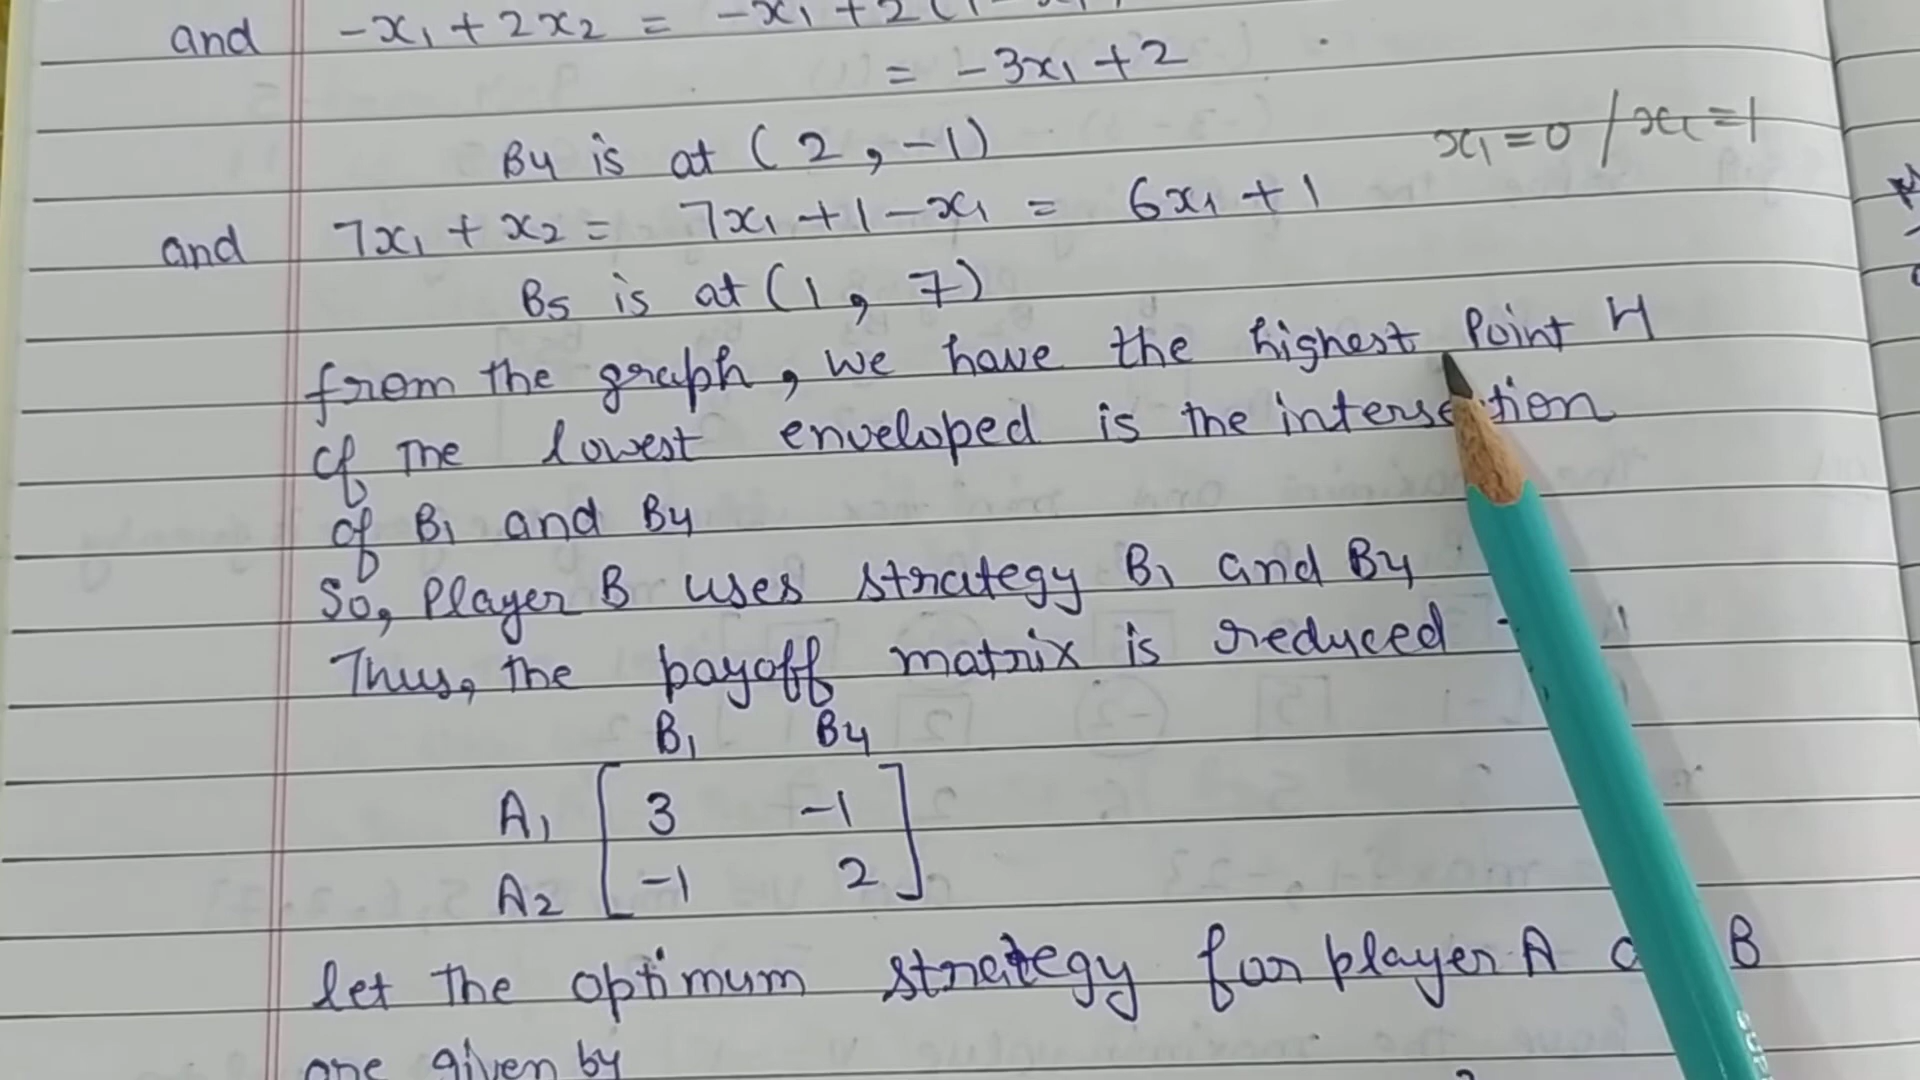 and -x₁ + 2x₂ = -x₁ + 2(1-x₁)
= -3x₁ + 2
B4 is at (2, -1)
x₁ = 0 / x₁ = 1
and 7x₁ + x₂ = 7x₁ + 1 - x₁ = 6x₁ + 1
B5 is at (1, 7)
from the graph, we have the highest Point H
of the lowest enveloped is the intersection
of B₁ and B4
So, Player B uses strategy B₁ and B4
Thus, the payoff matrix is reduced
B₁ B4
A₁ [ 3 -1 ]
A2 [ -1 2 ]
let the optimum strategy for player A B
are given by